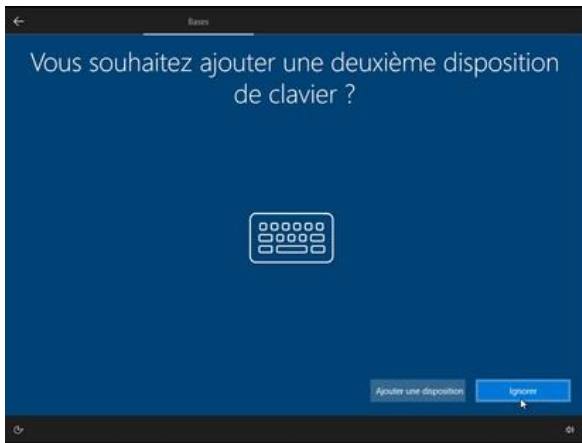 Bases
Vous souhaitez ajouter une deuxième disposition
de clavier ?
Ajouter une disposition
Ignorer